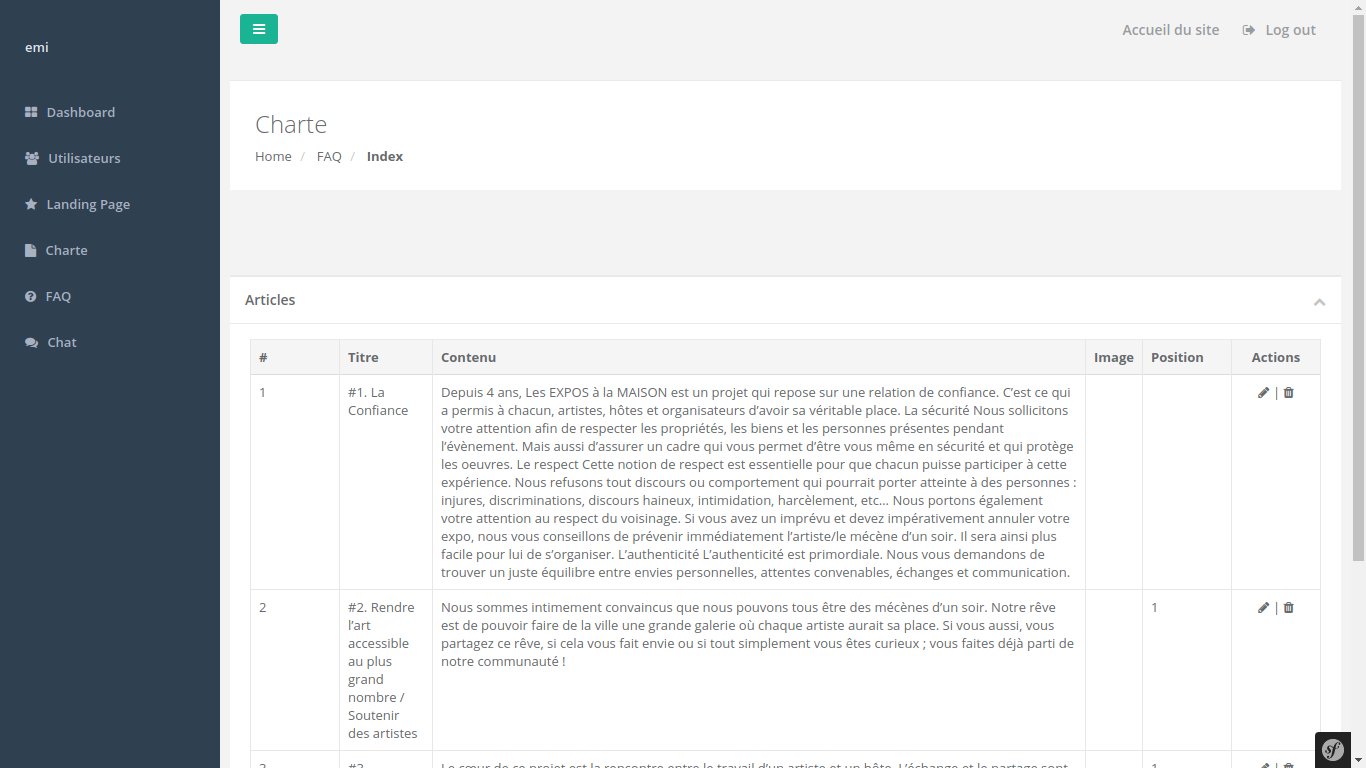 emi
Dashboard
Utilisateurs
Landing Page
Charte
FAQ
Chat
Accueil du site
Log out
Charte
Home / FAQ / Index
Articles
# Titre Contenu Image Position Actions
1
#1. La
Confiance
Depuis 4 ans, Les EXPOS à la MAISON est un projet qui repose sur une relation de confiance. C’est ce qui
a permis à chacun, artistes, hôtes et organisateurs d’avoir sa véritable place. La sécurité Nous sollicitons
votre attention afin de respecter les propriétés, les biens et les personnes présentes pendant
l’évènement. Mais aussi d’assurer un cadre qui vous permet d’être vous même en sécurité et qui protège
les oeuvres. Le respect Cette notion de respect est essentielle pour que chacun puisse participer à cette
expérience. Nous refusons tout discours ou comportement qui pourrait porter atteinte à des personnes :
injures, discriminations, discours haineux, intimidation, harcèlement, etc... Nous portons également
votre attention au respect du voisinage. Si vous avez un imprévu et devez impérativement annuler votre
expo, nous vous conseillons de prévenir immédiatement l’artiste/le mécène d’un soir. Il sera ainsi plus
facile pour lui de s’organiser. L’authenticité L’authenticité est primordiale. Nous vous demandons de
trouver un juste équilibre entre envies personnelles, attentes convenables, échanges et communication.
|
2
#2. Rendre
l’art
accessible
au plus
grand
nombre /
Soutenir
des artistes
Nous sommes intimement convaincus que nous pouvons tous être des mécènes d’un soir. Notre rêve
est de pouvoir faire de la ville une grande galerie où chaque artiste aurait sa place. Si vous aussi, vous
partagez ce rêve, si cela vous fait envie ou si tout simplement vous êtes curieux ; vous faites déjà parti de
notre communauté !
1
|
3
#3.
Le cœur de ce projet est la rencontre entre le travail d’un artiste et un hôte. L’échange et le partage sont
1
|
sf